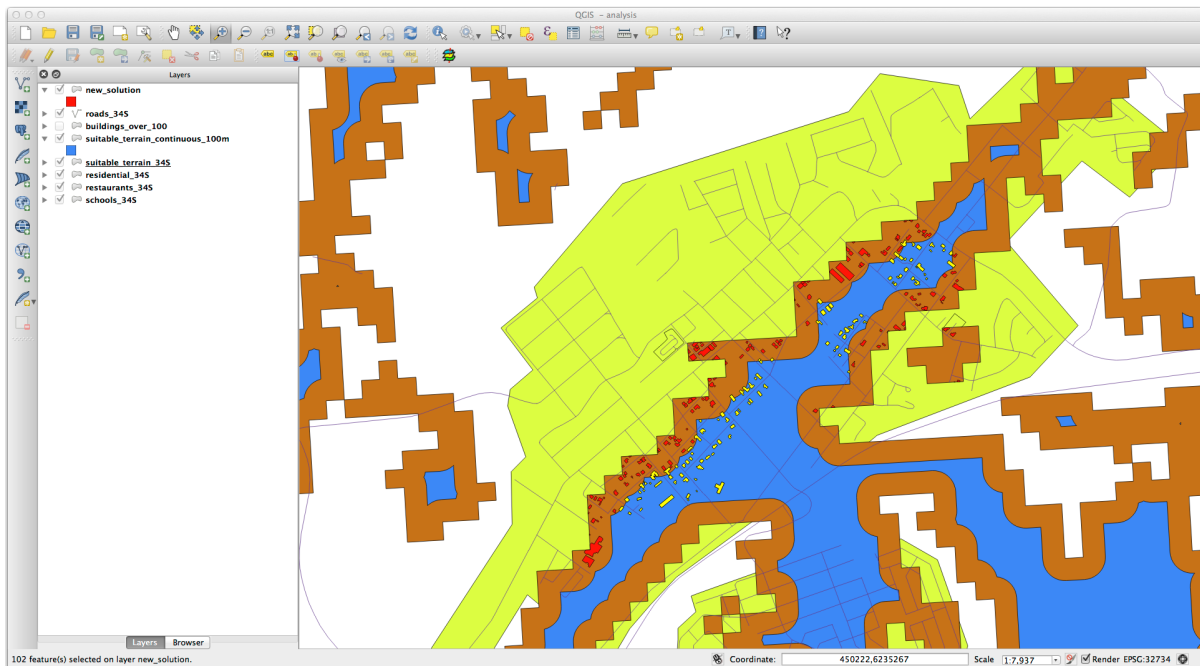 QGIS - analysis
Layers
new_solution
roads_34S
buildings_over_100
suitable_terrain_continuous_100m
suitable_terrain_34S
residential_34S
restaurants_34S
schools_34S
Layers Browser
102 feature(s) selected on layer new_solution.
Coordinate: 450222,6235267 Scale 1:7,937 Render EPSG:32734